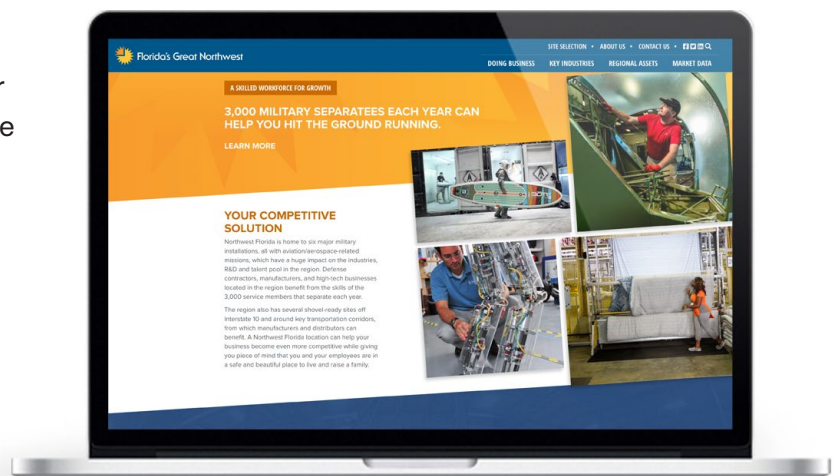 r
e
Florida's Great Northwest
SITE SELECTION • ABOUT US • CONTACT US •
DOING BUSINESS KEY INDUSTRIES REGIONAL ASSETS MARKET DATA
A SKILLED WORKFORCE FOR GROWTH
3,000 MILITARY SEPARATEES EACH YEAR CAN
HELP YOU HIT THE GROUND RUNNING.
LEARN MORE
YOUR COMPETITIVE
SOLUTION
Northwest Florida is home to six major military
installations, all with aviation/aerospace-related
missions, which have a huge impact on the industries,
R&D and talent pool in the region. Defense
contractors, manufacturers, and high-tech businesses
located in the region benefit from the skills of the
3,000 service members that separate each year.
The region also has several shovel-ready sites off
Interstate 10 and around key transportation corridors,
from which manufacturers and distributors can
benefit. A Northwest Florida location can help your
business become even more competitive while giving
you piece of mind that you and your employees are in
a safe and beautiful place to live and raise a family.